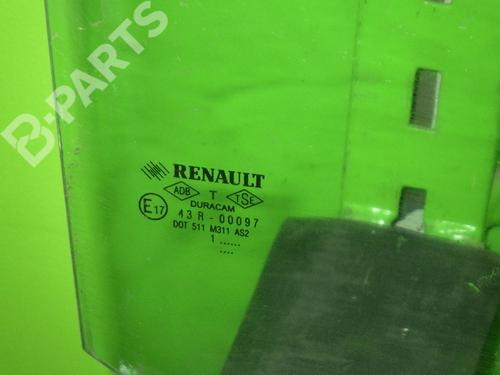 B-PARTS
RENAULT
ADB T TSE
DURACAM
E17 43R-00097
DOT 511 M311 AS2
1 ......
....